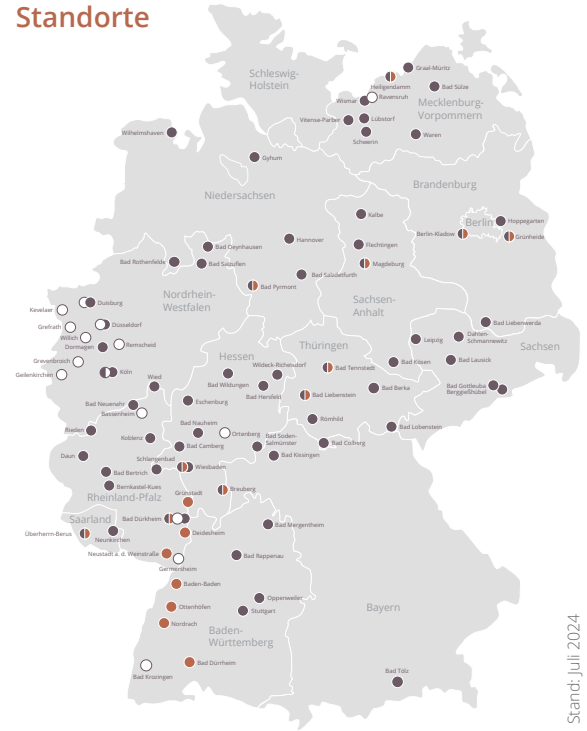 Standorte
Schleswig-
Holstein
Graal-Müritz
Heiligendamm
Bad Sülze
Wismar
Ravensruh
Mecklenburg-
Vorpommern
Vitense-Parber
Lübstorf
Schwerin
Waren
Wilhelmshaven
Gyhum
Niedersachsen
Brandenburg
Kalbe
Berlin
Hoppegarten
Berlin-Kladow
Grünheide
Hannover
Flechtingen
Bad Oeynhausen
Bad Rothenfelde
Bad Salzuflen
Magdeburg
Bad Salzdetfurth
Bad Pyrmont
Nordrhein-
Westfalen
Sachsen-
Anhalt
Duisburg
Kevelaer
Düsseldorf
Grefrath
Willich
Remscheid
Dormagen
Grevenbroich
Geilenkirchen
Köln
Bad Liebenwerda
Leipzig
Dahlen-
Schmannewitz
Sachsen
Thüringen
Hessen
Bad Kösen
Bad Lausick
Bad Tennstedt
Wildeck-Richelsdorf
Wied
Bad Wildungen
Bad Hersfeld
Bad Liebenstein
Bad Berka
Bad Gottleuba
Berggießhübel
Eschenburg
Bad Neuenahr
Bassenheim
Römhild
Bad Lobenstein
Rieden
Koblenz
Bad Nauheim
Ortenberg
Bad Soden-
Salmünster
Bad Colberg
Bad Camberg
Bad Kissingen
Daun
Schlangenbad
Wiesbaden
Bad Bertrich
Bernkastel-Kues
Rheinland-Pfalz
Grünstadt
Breuberg
Saarland
Bad Dürkheim
Bad Mergentheim
Überherrn-Berus
Neunkirchen
Deidesheim
Neustadt a. d. Weinstraße
Germersheim
Bad Rappenau
Baden-Baden
Oppenweiler
Ottenhöfen
Stuttgart
Bayern
Nordrach
Baden-
Württemberg
Bad Dürrheim
Bad Krozingen
Bad Tölz
Stand: Juli 2024